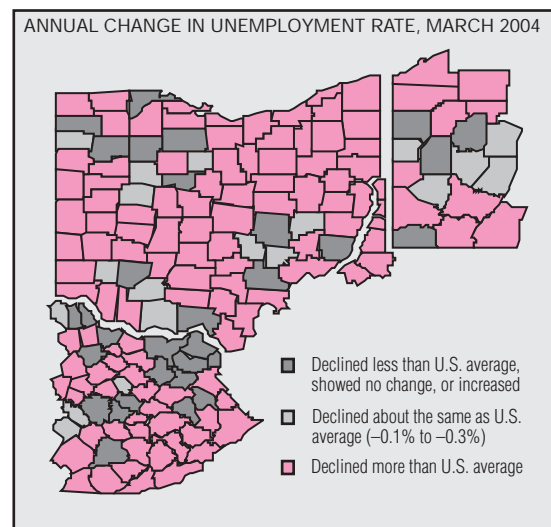 ANNUAL CHANGE IN UNEMPLOYMENT RATE, MARCH 2004
Declined less than U.S. average,
showed no change, or increased
Declined about the same as U.S.
average (–0.1% to –0.3%)
Declined more than U.S. average